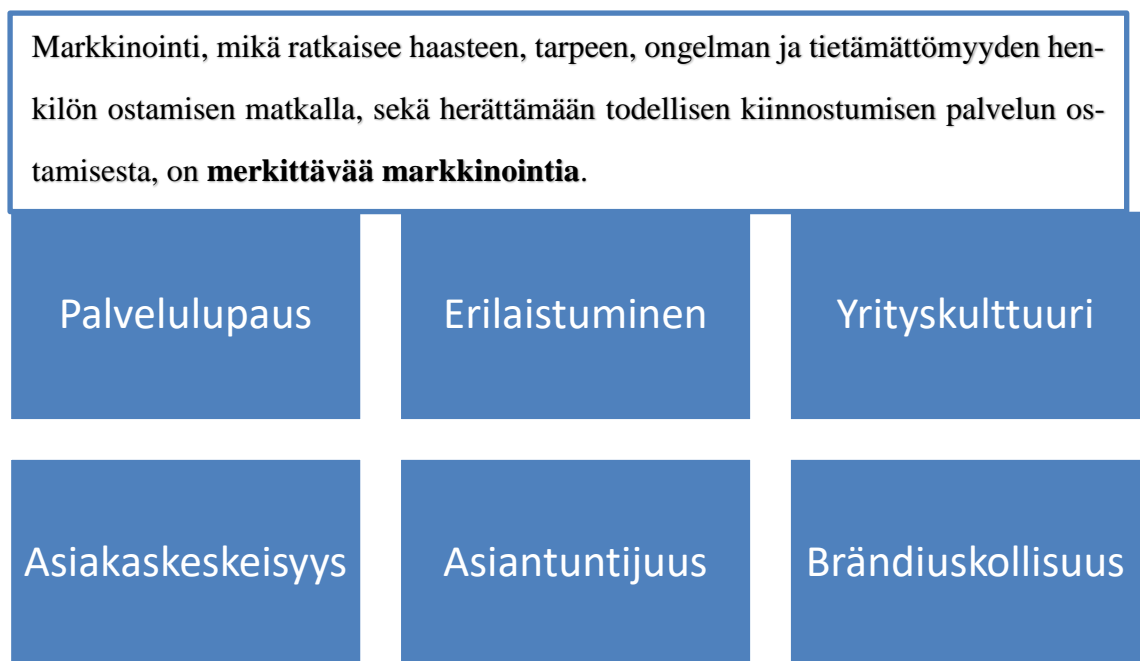 Markkinointi, mikä ratkaisee haasteen, tarpeen, ongelman ja tietämättömyyden hen-
kilön ostamisen matkalla, sekä herättämään todellisen kiinnostumisen palvelun os-
tamisesta, on merkittävää markkinointia.
Palvelulupaus
Erilaistuminen
Yrityskulttuuri
Asiakaskeskeisyys
Asiantuntijuus
Brändiuskollisuus